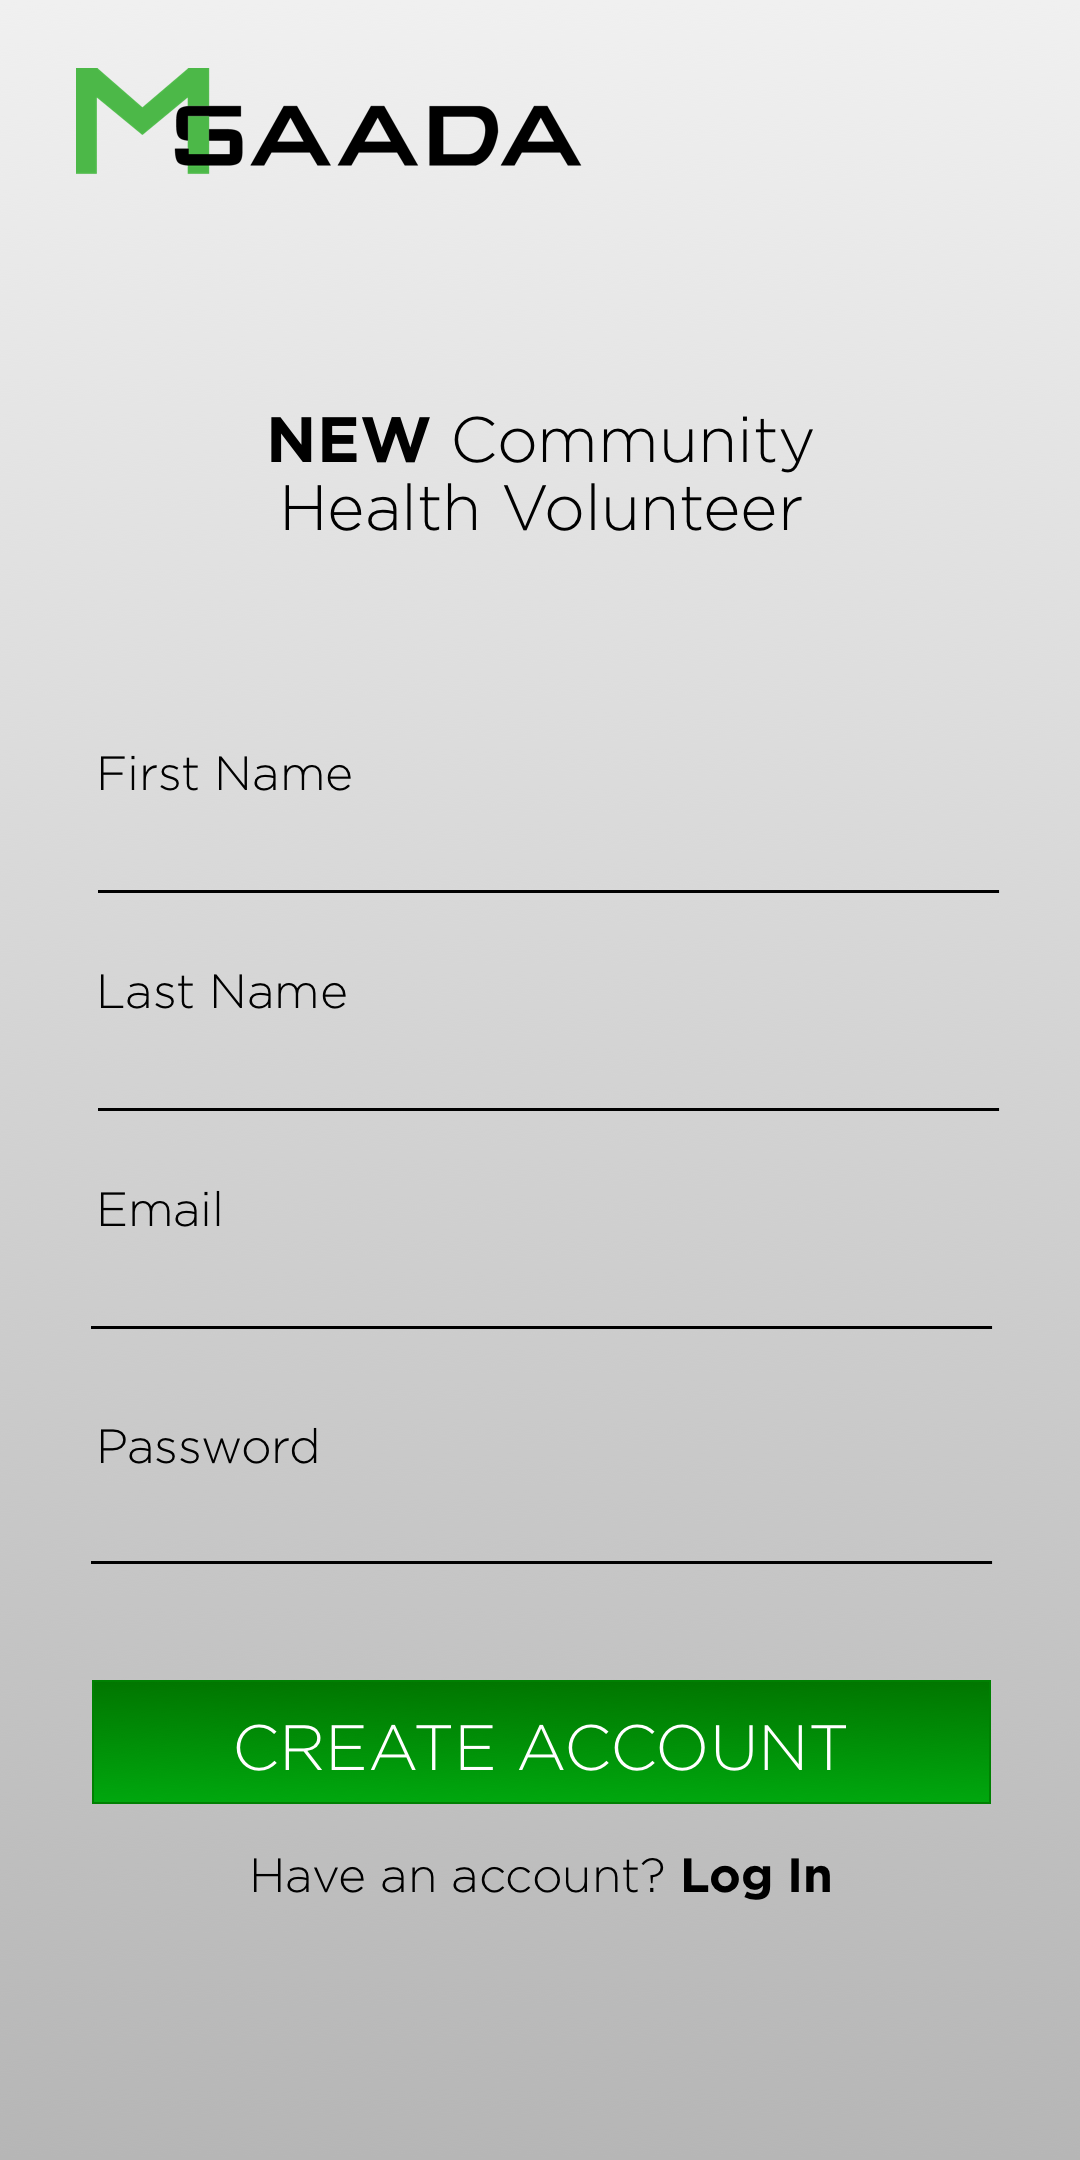 MSAADA
NEW Community
Health Volunteer
First Name
Last Name
Email
Password
CREATE ACCOUNT
Have an account? Log In